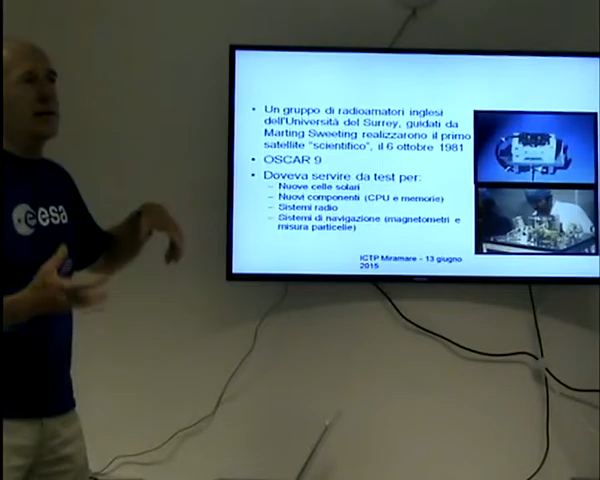 Un gruppo di radioamatori inglesi
dell'Università del Surrey, guidati da
Marting Sweeting realizzarono il primo
satellite "scientifico", il 6 ottobre 1981
OSCAR 9
Doveva servire da test per:
– Nuove celle solari
– Nuovi componenti (CPU e memorie)
– Sistemi radio
– Sistemi di navigazione (magnetometri e
misura particelle)
ICTP Miramare - 13 giugno
2015
esa